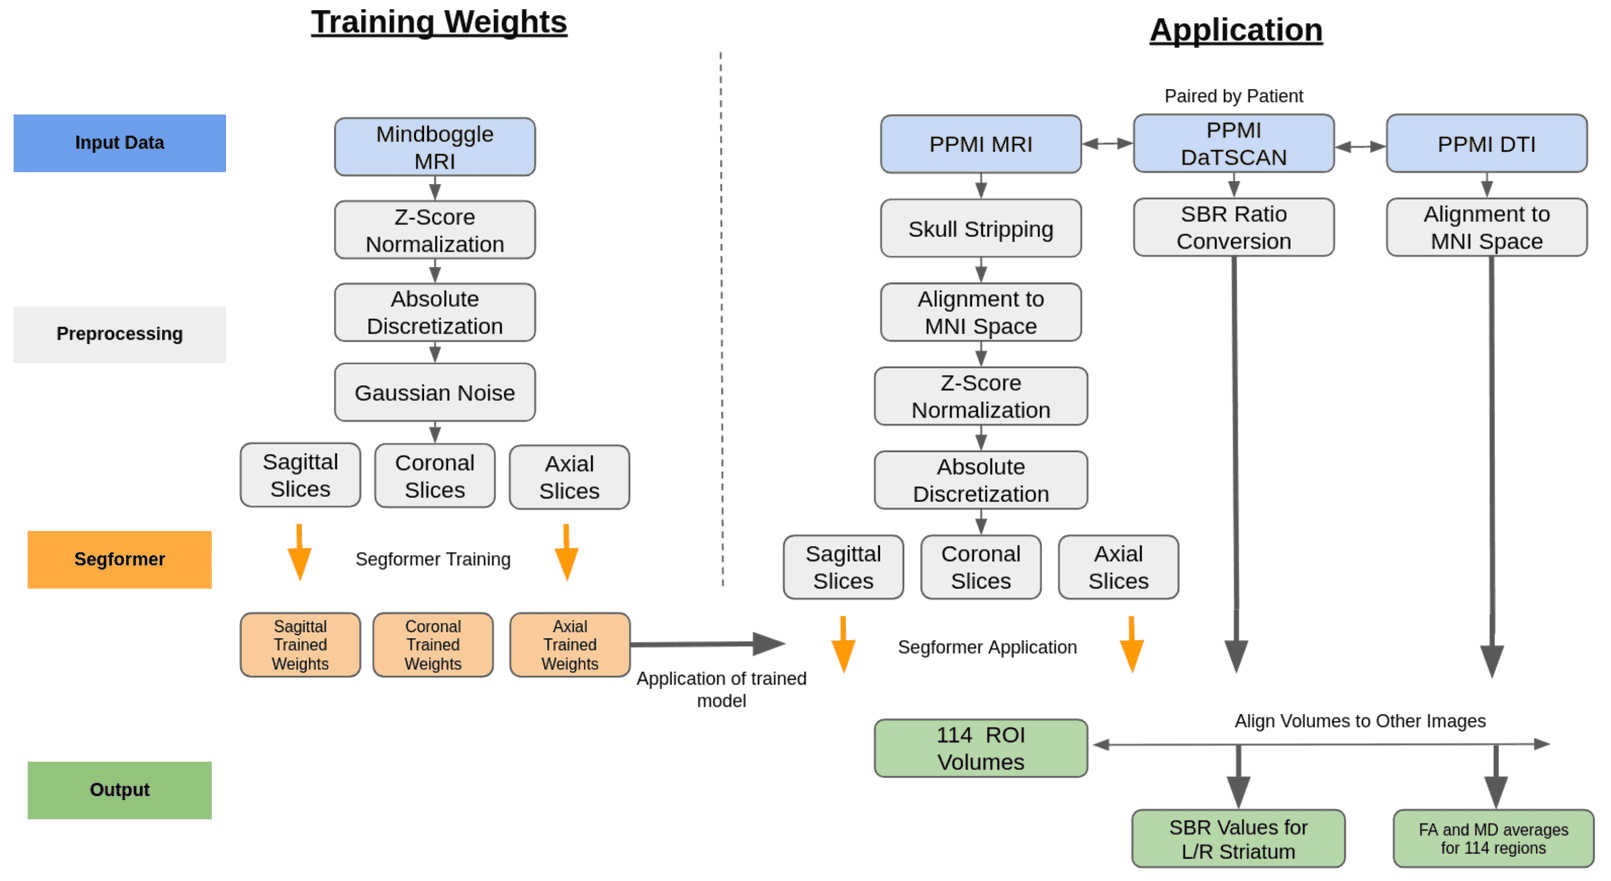 Training Weights
Application
Paired by Patient
Input Data
Mindboggle
MRI
PPMI MRI
PPMI
DaTSCAN
PPMI DTI
Z-Score
Normalization
Skull Stripping
SBR Ratio
Conversion
Alignment to
MNI Space
Preprocessing
Absolute
Discretization
Alignment to
MNI Space
Gaussian Noise
Z-Score
Normalization
Sagittal
Slices
Coronal
Slices
Axial
Slices
Absolute
Discretization
Segformer
Segformer Training
Sagittal
Slices
Coronal
Slices
Axial
Slices
Sagittal
Trained
Weights
Coronal
Trained
Weights
Axial
Trained
Weights
Segformer Application
Application of trained
model
114 ROI
Volumes
Align Volumes to Other Images
Output
SBR Values for
L/R Striatum
FA and MD averages
for 114 regions